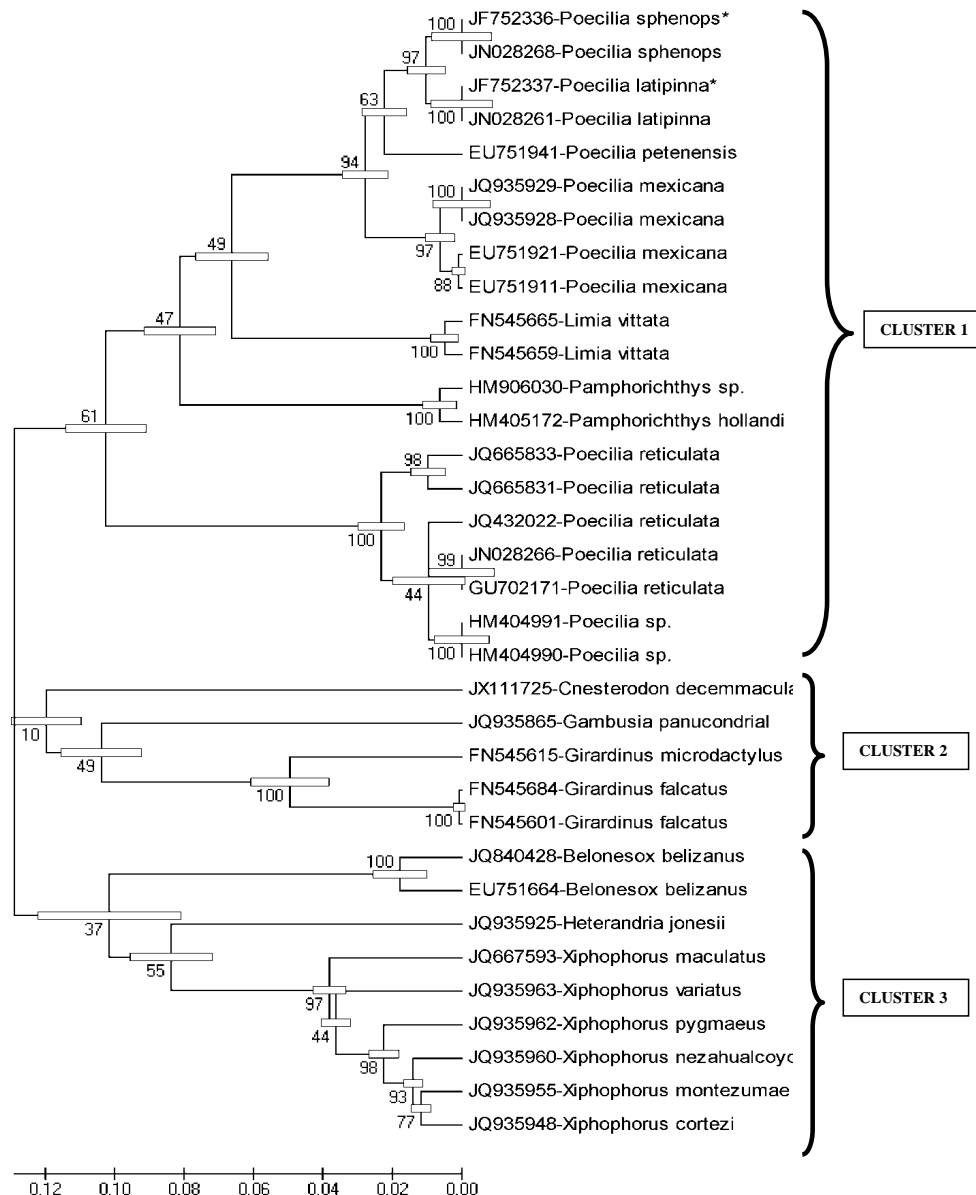 100
JF752336-Poecilia sphenops*
JN028268-Poecilia sphenops
97
JF752337-Poecilia latipinna*
100
JN028261-Poecilia latipinna
63
EU751941-Poecilia petenensis
94
100
JQ935929-Poecilia mexicana
JQ935928-Poecilia mexicana
49
97
EU751921-Poecilia mexicana
88
EU751911-Poecilia mexicana
47
FN545665-Limia vittata
100
FN545659-Limia vittata
CLUSTER 1
HM906030-Pamphorichthys sp.
61
100
HM405172-Pamphorichthys hollandi
98
JQ665833-Poecilia reticulata
JQ665831-Poecilia reticulata
100
JQ432022-Poecilia reticulata
99
JN028266-Poecilia reticulata
44
GU702171-Poecilia reticulata
HM404991-Poecilia sp.
100
HM404990-Poecilia sp.
JX111725-Cnesterodon decemmacula
10
JQ935865-Gambusia panucondrial
49
FN545615-Girardinus microdactylus
CLUSTER 2
100
FN545684-Girardinus falcatus
100
FN545601-Girardinus falcatus
100
JQ840428-Belonesox belizanus
EU751664-Belonesox belizanus
37
JQ935925-Heterandria jonesii
55
JQ667593-Xiphophorus maculatus
97
JQ935963-Xiphophorus variatus
CLUSTER 3
44
JQ935962-Xiphophorus pygmaeus
98
JQ935960-Xiphophorus nezahualcoyc
93
JQ935955-Xiphophorus montezumae
77
JQ935948-Xiphophorus cortezi
0.12 0.10 0.08 0.06 0.04 0.02 0.00